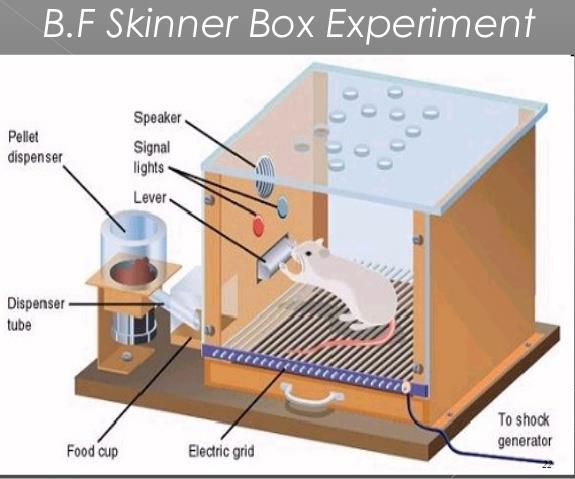 B.F Skinner Box Experiment
Speaker
Pellet
dispenser
Signal
lights
Lever
Dispenser
tube
Food cup
Electric grid
To shock
generator
22